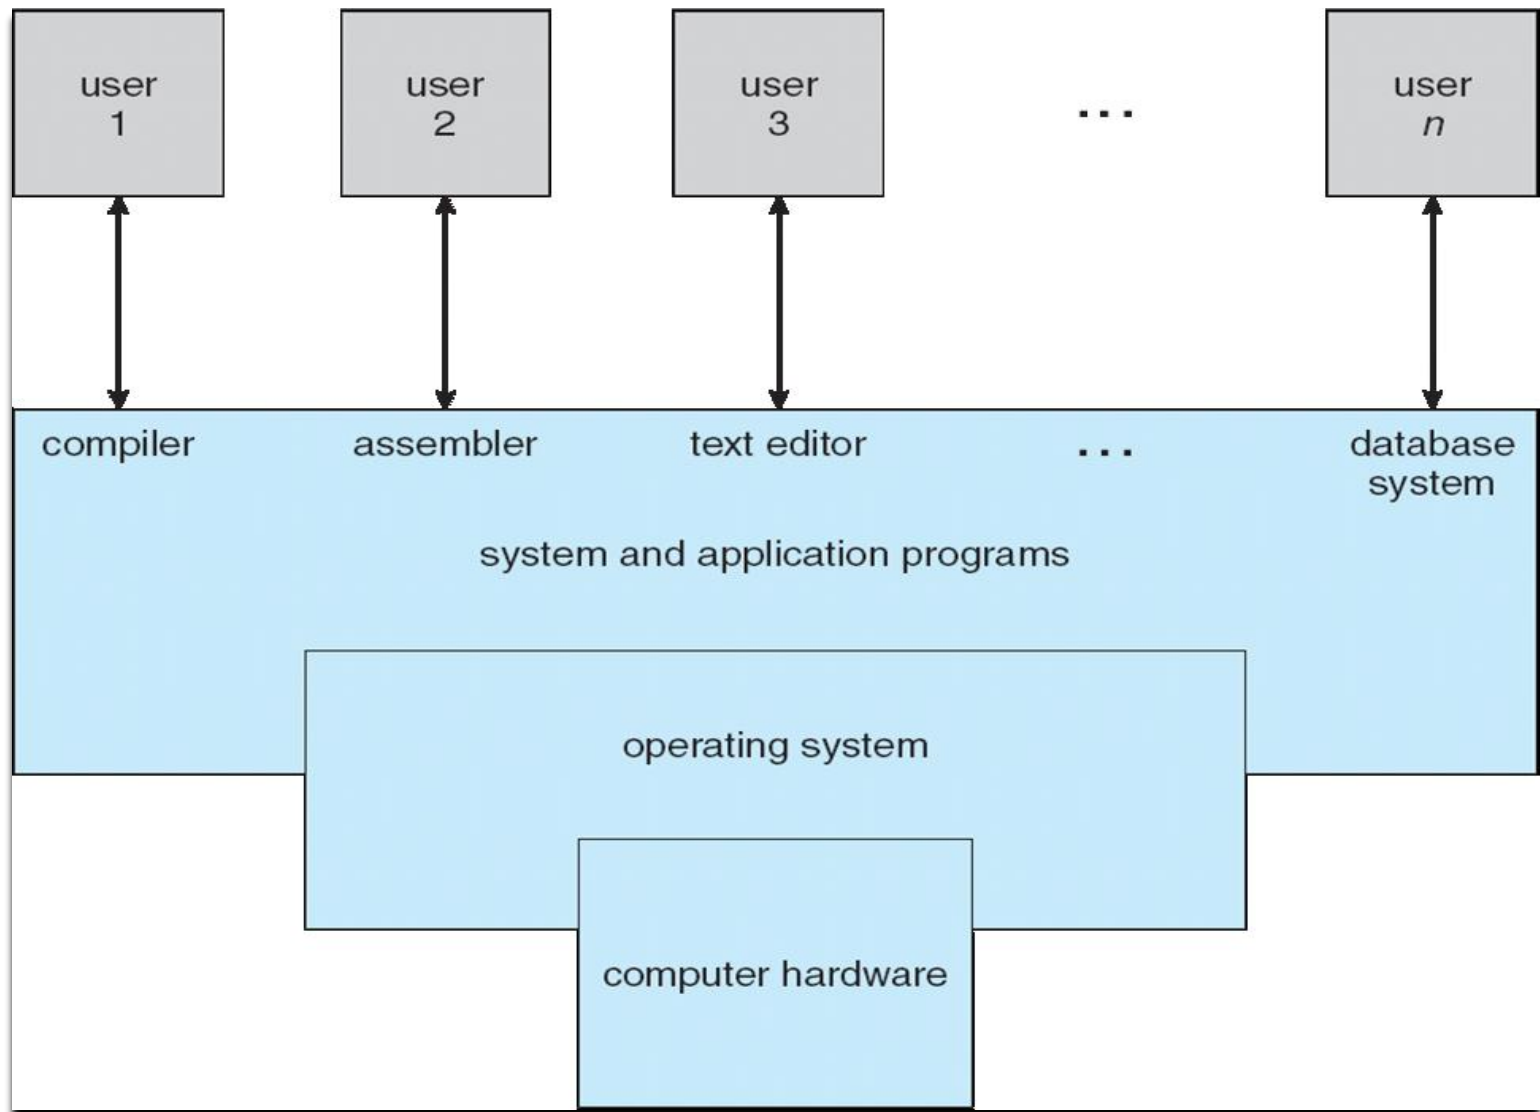 user
1
user
2
user
3
...
user
n
compiler
assembler
text editor
...
database
system
system and application programs
operating system
computer hardware